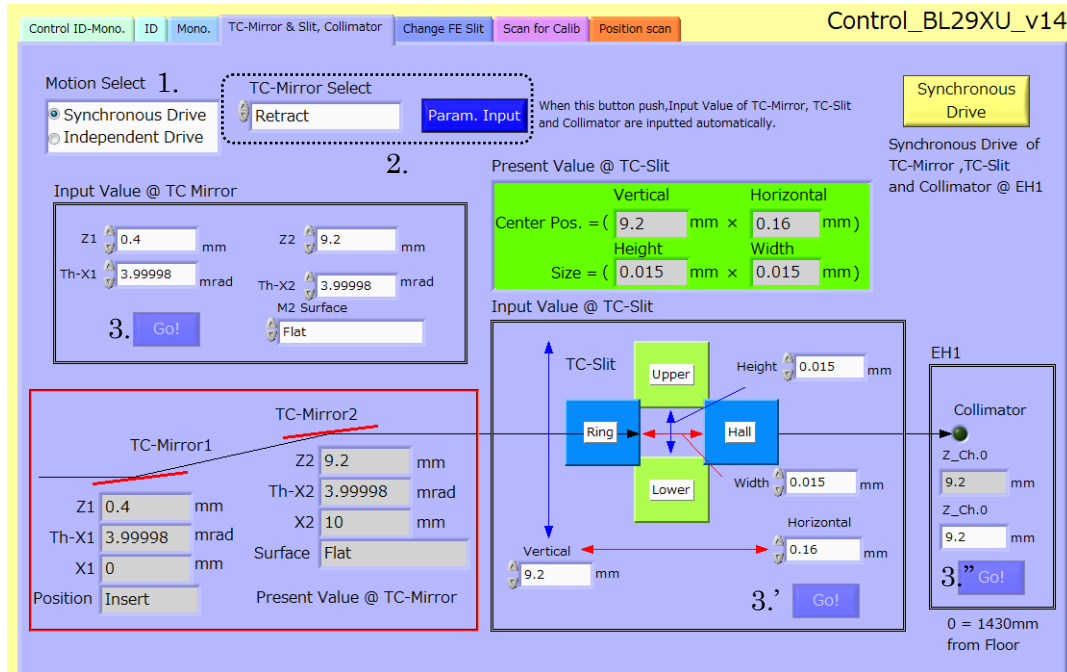 Control_BL29XU_v14
Control ID-Mono. ID Mono. TC-Mirror & Slit, Collimator Change FE Slit Scan for Calib Position scan
Motion Select 1.
Synchronous Drive
Independent Drive
TC-Mirror Select
Retract
Param. Input
2.
When this button push,Input Value of TC-Mirror, TC-Slit
and Collimator are inputted automatically.
Synchronous
Drive
Synchronous Drive of
TC-Mirror ,TC-Slit
and Collimator @ EH1
Input Value @ TC Mirror
Z1 0.4 mm Z2 9.2 mm
Th-X1 3.99998 mrad Th-X2 3.99998 mrad
M2 Surface
3. Go! Flat
Present Value @ TC-Slit
Vertical Horizontal
Center Pos. = ( 9.2 mm × 0.16 mm )
Height Width
Size = ( 0.015 mm × 0.015 mm )
Input Value @ TC-Slit
TC-Slit
Upper
Height 0.015 mm
Ring
Hall
Lower
Width 0.015 mm
Horizontal
0.16 mm
Vertical
9.2 mm
3.’ Go!
EH1
Collimator
Z_Ch.0
9.2 mm
Z_Ch.0
9.2 mm
3.” Go!
0 = 1430mm
from Floor
TC-Mirror1
Z1 0.4 mm
Th-X1 3.99998 mrad
X1 0 mm
Position Insert
TC-Mirror2
Z2 9.2 mm
Th-X2 3.99998 mrad
X2 10 mm
Surface Flat
Present Value @ TC-Mirror